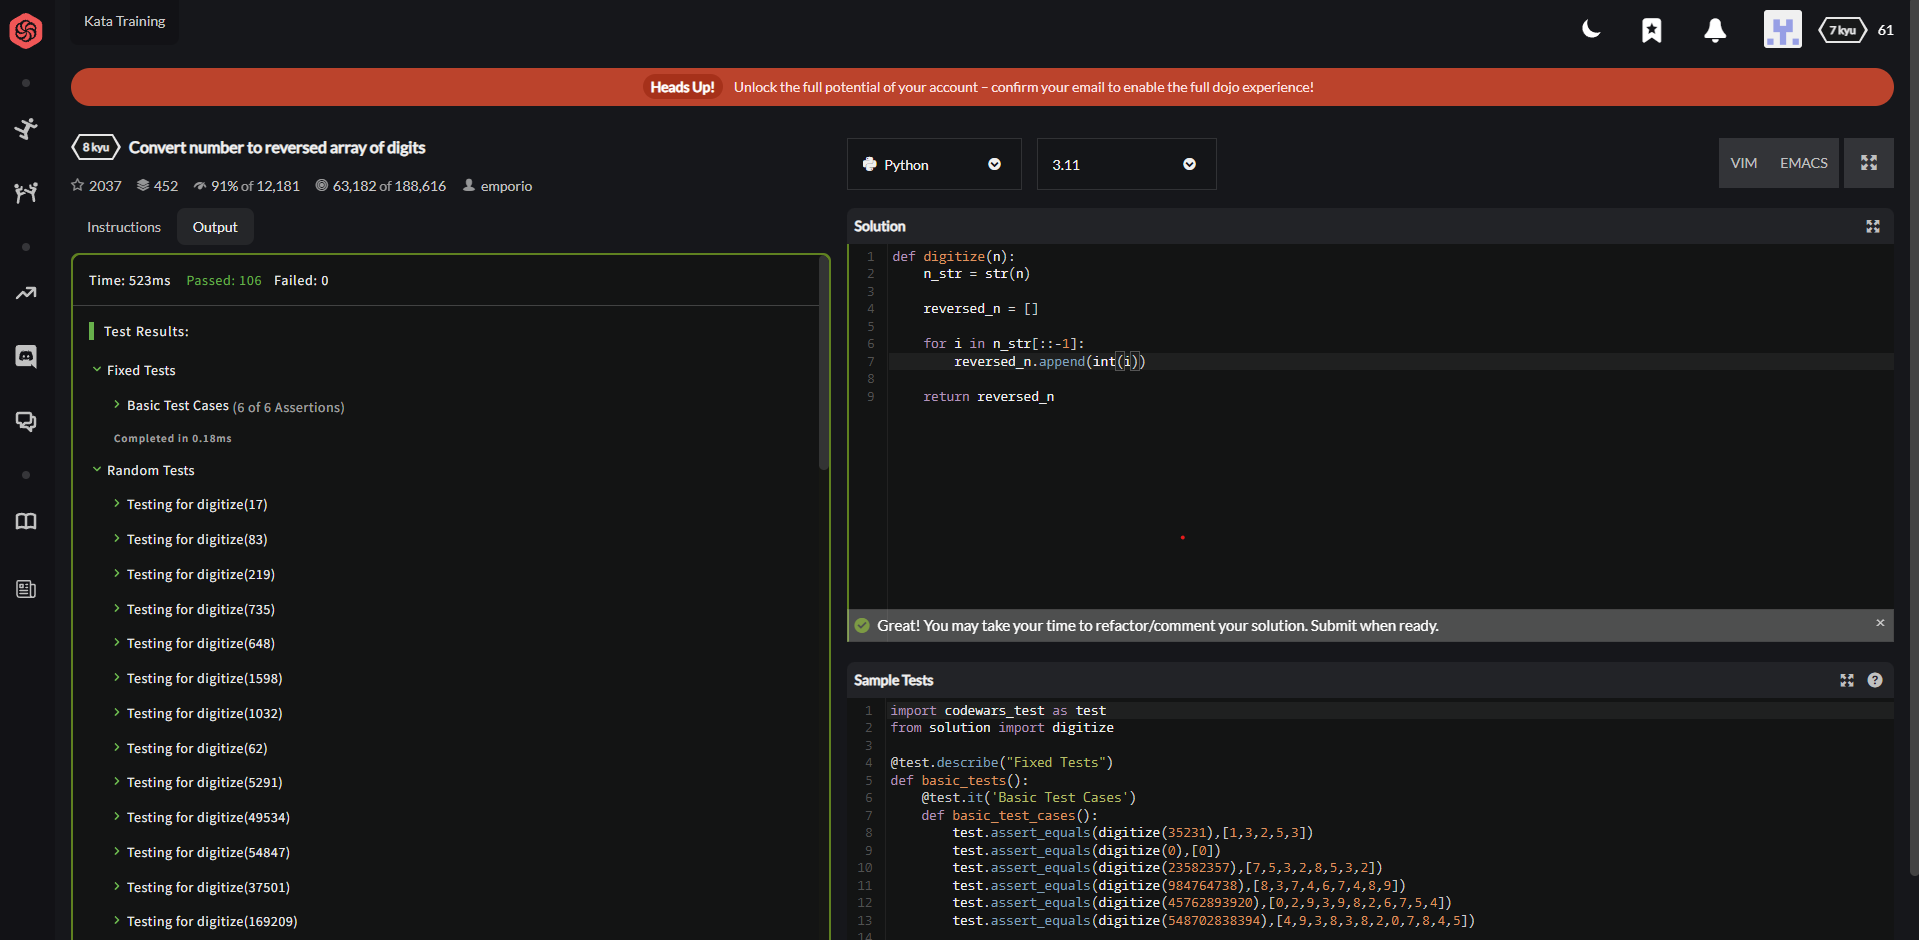 Kata Training
7 kyu 61
Heads Up! Unlock the full potential of your account – confirm your email to enable the full dojo experience!
8 kyu Convert number to reversed array of digits
2037 452 91% of 12,181 63,182 of 188,616 emporio
Instructions Output
Time: 523ms Passed: 106 Failed: 0
Test Results:
Fixed Tests
Basic Test Cases (6 of 6 Assertions)
Completed in 0.18ms
Random Tests
Testing for digitize(17)
Testing for digitize(83)
Testing for digitize(219)
Testing for digitize(735)
Testing for digitize(648)
Testing for digitize(1598)
Testing for digitize(1032)
Testing for digitize(62)
Testing for digitize(5291)
Testing for digitize(49534)
Testing for digitize(54847)
Testing for digitize(37501)
Testing for digitize(169209)
Python 3.11 VIM EMACS
Solution
1 def digitize(n):
2     n_str = str(n)
3
4     reversed_n = []
5
6     for i in n_str[::-1]:
7         reversed_n.append(int(i))
8
9     return reversed_n
Great! You may take your time to refactor/comment your solution. Submit when ready. ×
Sample Tests ?
1 import codewars_test as test
2 from solution import digitize
3
4 @test.describe("Fixed Tests")
5 def basic_tests():
6     @test.it('Basic Test Cases')
7     def basic_test_cases():
8         test.assert_equals(digitize(35231),[1,3,2,5,3])
9         test.assert_equals(digitize(0),[0])
10         test.assert_equals(digitize(23582357),[7,5,3,2,8,5,3,2])
11         test.assert_equals(digitize(984764738),[8,3,7,4,6,7,4,8,9])
12         test.assert_equals(digitize(45762893920),[0,2,9,3,9,8,2,6,7,5,4])
13         test.assert_equals(digitize(548702838394),[4,9,3,8,3,8,2,0,7,8,4,5])
14